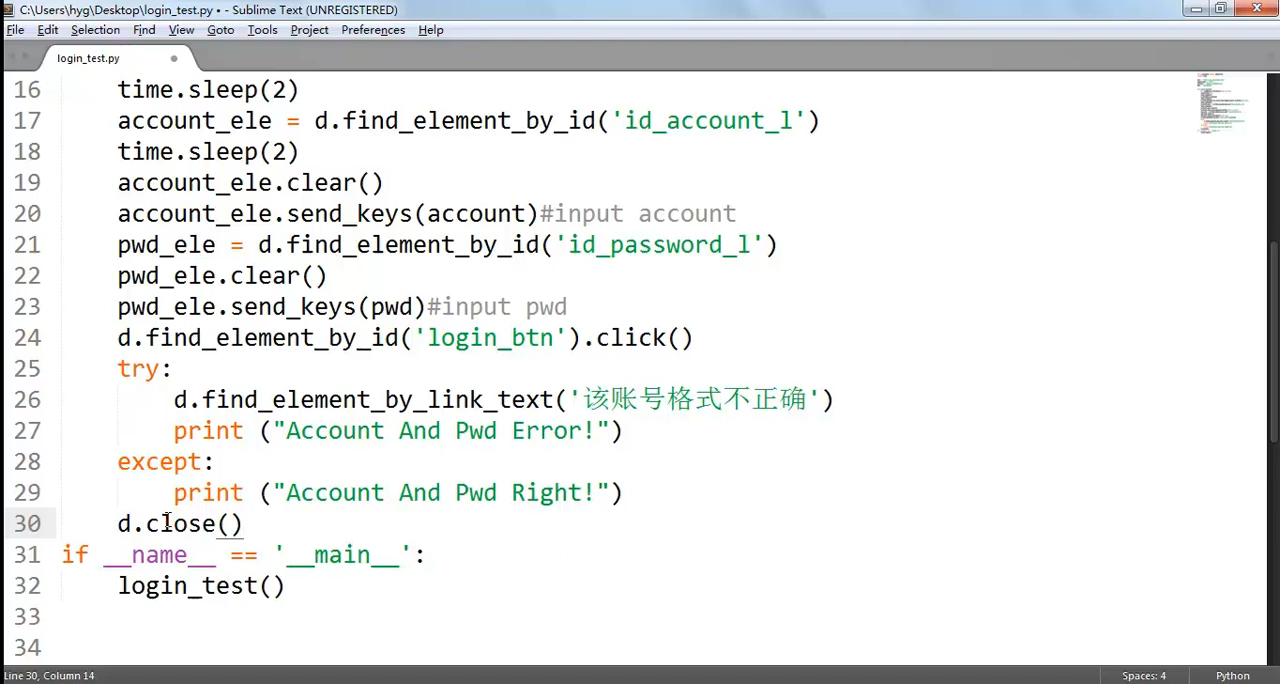 C:\Users\hyg\Desktop\login_test.py • - Sublime Text (UNREGISTERED)
File Edit Selection Find View Goto Tools Project Preferences Help
login_test.py
16 time.sleep(2)
17 account_ele = d.find_element_by_id('id_account_l')
18 time.sleep(2)
19 account_ele.clear()
20 account_ele.send_keys(account)#input account
21 pwd_ele = d.find_element_by_id('id_password_l')
22 pwd_ele.clear()
23 pwd_ele.send_keys(pwd)#input pwd
24 d.find_element_by_id('login_btn').click()
25 try:
26 d.find_element_by_link_text('该账号格式不正确')
27 print ("Account And Pwd Error!")
28 except:
29 print ("Account And Pwd Right!")
30 d.close()
31 if __name__ == '__main__':
32 login_test()
33
34
Line 30, Column 14 Spaces: 4 Python